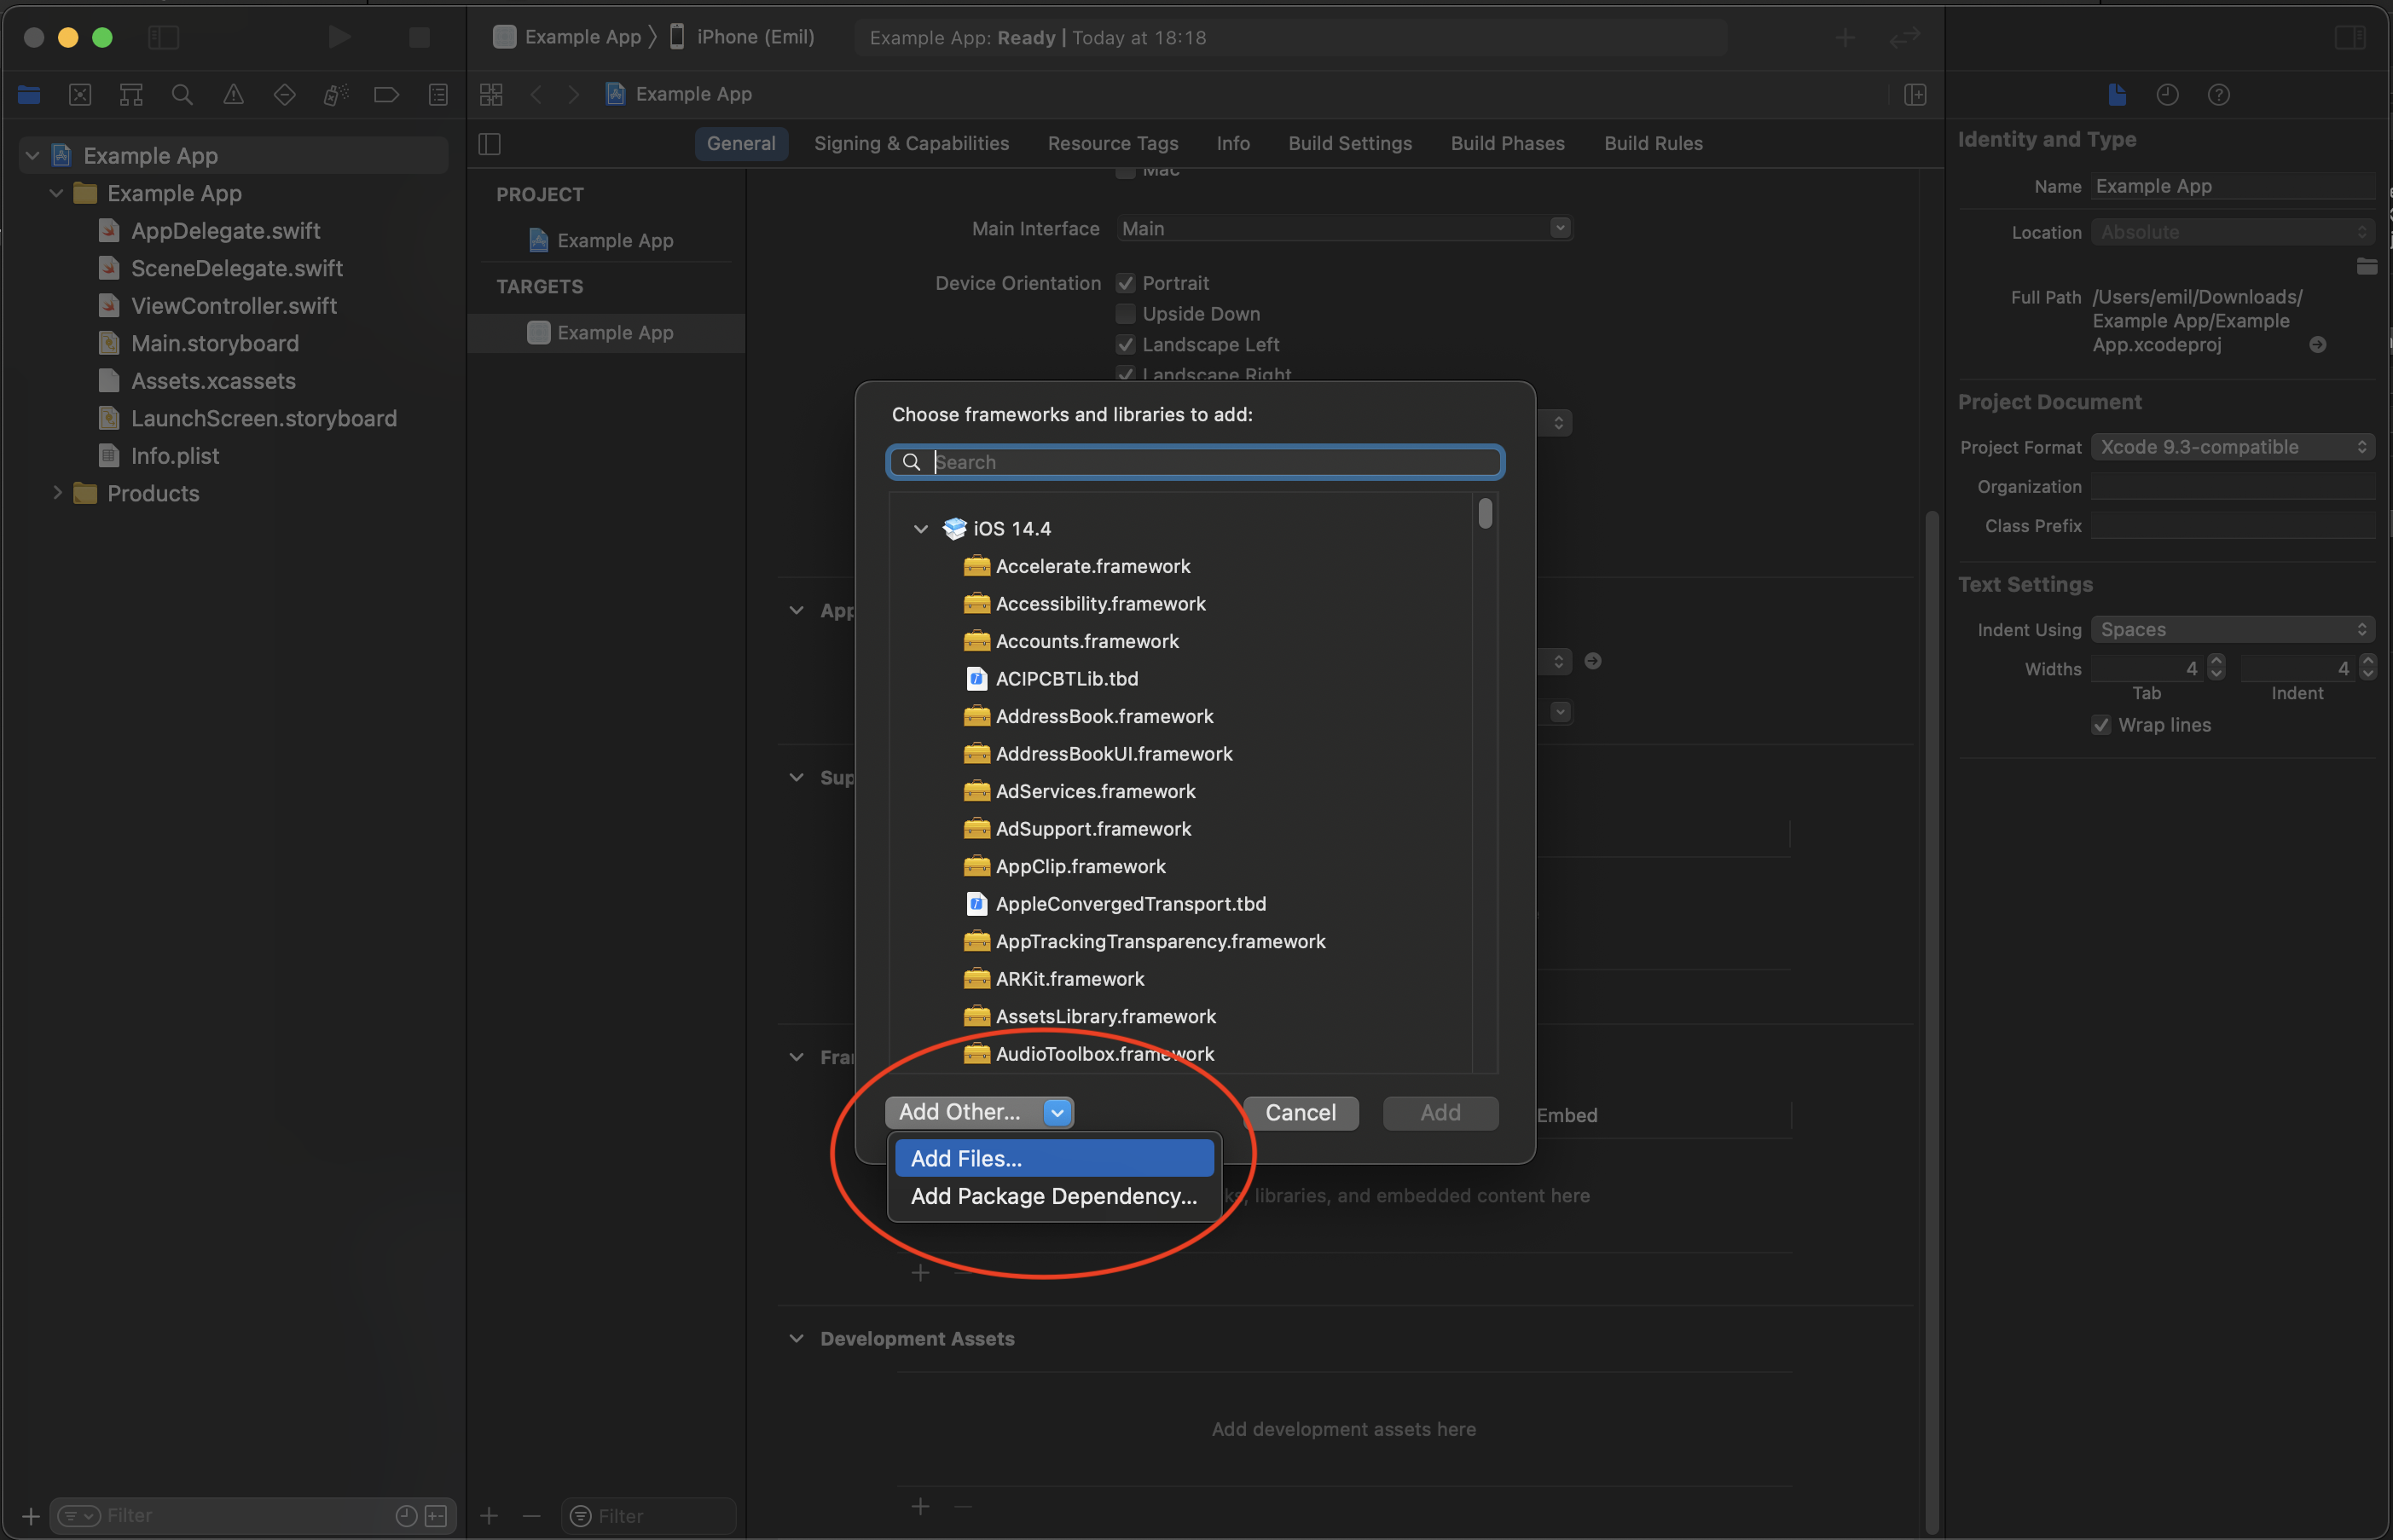 Example App
iPhone (Emil)
Example App: Ready | Today at 18:18
Example App
General
Signing & Capabilities
Resource Tags
Info
Build Settings
Build Phases
Build Rules
Example App
Example App
AppDelegate.swift
SceneDelegate.swift
ViewController.swift
Main.storyboard
Assets.xcassets
LaunchScreen.storyboard
Info.plist
Products
Filter
PROJECT
Example App
TARGETS
Example App
Filter
Mac
Main Interface
Main
Device Orientation
Portrait
Upside Down
Landscape Left
Landscape Right
Choose frameworks and libraries to add:
Search
iOS 14.4
Accelerate.framework
Accessibility.framework
Accounts.framework
ACIPCBTLib.tbd
AddressBook.framework
AddressBookUI.framework
AdServices.framework
AdSupport.framework
AppClip.framework
AppleConvergedTransport.tbd
AppTrackingTransparency.framework
ARKit.framework
AssetsLibrary.framework
AudioToolbox.framework
Add Other...
Cancel
Add
Add Files...
Add Package Dependency...
Embed
libraries, and embedded content here
Development Assets
Add development assets here
Identity and Type
Name
Example App
Location
Absolute
Full Path
/Users/emil/Downloads/
Example App/Example
App.xcodeproj
Project Document
Project Format
Xcode 9.3-compatible
Organization
Class Prefix
Text Settings
Indent Using
Spaces
Widths
4
4
Tab
Indent
Wrap lines